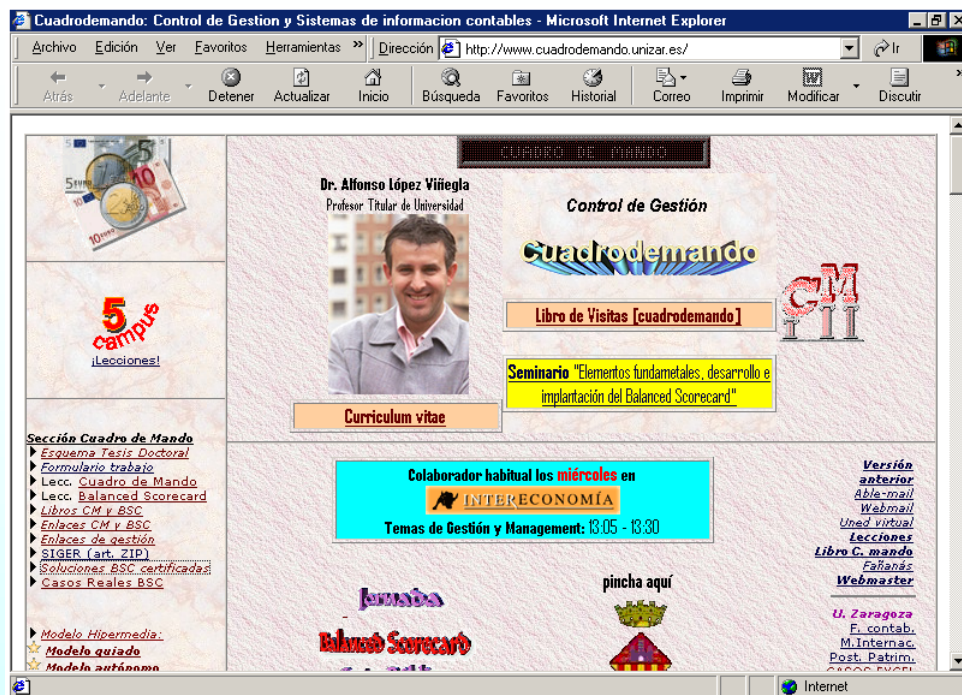 Cuadrodemando: Control de Gestion y Sistemas de informacion contables - Microsoft Internet Explorer
Archivo Edición Ver Favoritos Herramientas » Dirección http://www.cuadrodemando.unizar.es/ Ir
Atrás Adelante Detener Actualizar Inicio Búsqueda Favoritos Historial Correo Imprimir Modificar Discutir »
CUADRO DE MANDO
5 EURO
10 EURO
5 campus
¡Lecciones!
Dr. Alfonso López Viñegla
Profesor Titular de Universidad
Curriculum vitae
Control de Gestión
Cuadrodemando
Libro de Visitas [cuadrodemando]
Seminario "Elementos fundametales, desarrollo e
implantación del Balanced Scorecard"
CM
Sección Cuadro de Mando
Esquema Tesis Doctoral
Formulario trabajo
Lecc. Cuadro de Mando
Lecc. Balanced Scorecard
Libros CM y BSC
Enlaces CM y BSC
Enlaces de gestión
SIGER (art. ZIP)
Soluciones BSC certificadas
Casos Reales BSC
Modelo Hipermedia:
Modelo guiado
Modelo autónomo
Colaborador habitual los miércoles en
INTERECONOMÍA
Temas de Gestión y Management: 13:05 - 13:30
Jornada
Balanced Scorecard
pincha aquí
Versión
anterior
Able-mail
Webmail
Uned virtual
Lecciones
Libro C. mando
Fañanás
Webmaster
U. Zaragoza
F. contab.
M.Internac.
Post. Patrim.
CASOS EXCEL
Internet